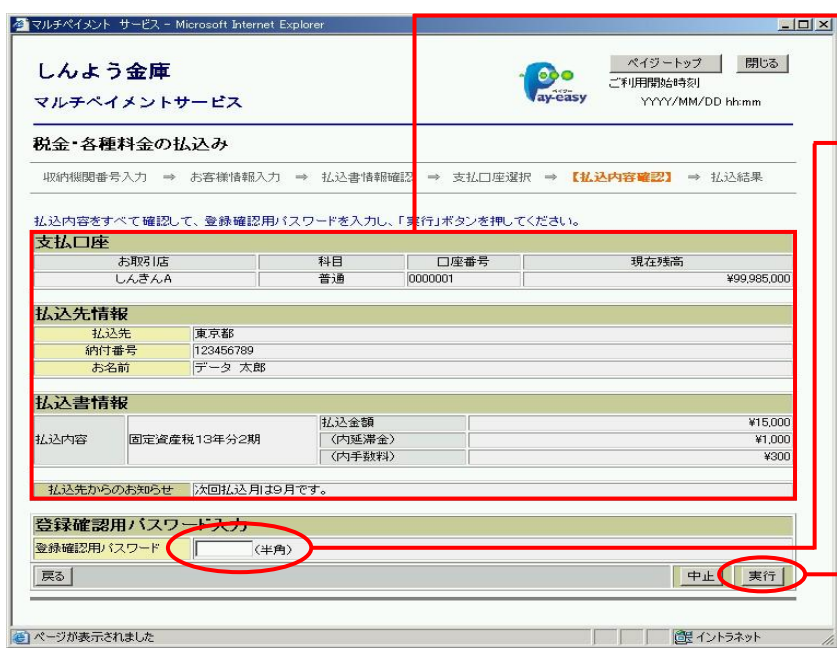 マルチペイメント サービス - Microsoft Internet Explorer
しんよう金庫
マルチペイメントサービス
ペイジー
Pay-easy
ペイジートップ 閉じる
ご利用開始時刻
YYYY/MM/DD hh:mm
税金・各種料金の払込み
収納機関番号入力 ⇒ お客様情報入力 ⇒ 払込書情報確認 ⇒ 支払口座選択 ⇒ 【払込内容確認】 ⇒ 払込結果
払込内容をすべて確認して、登録確認用パスワードを入力し、「実行」ボタンを押してください。
支払口座
お取引店 科目 口座番号 現在残高
しんきんA 普通 0000001 ¥99,985,000
払込先情報
払込先 東京都
納付番号 123456789
お名前 データ 太郎
払込書情報
払込内容 固定資産税13年分2期 払込金額 ¥15,000
(内延滞金) ¥1,000
(内手数料) ¥300
払込先からのお知らせ 次回払込月は9月です。
登録確認用パスワード入力
登録確認用パスワード (半角)
戻る 中止 実行
ページが表示されました イントラネット